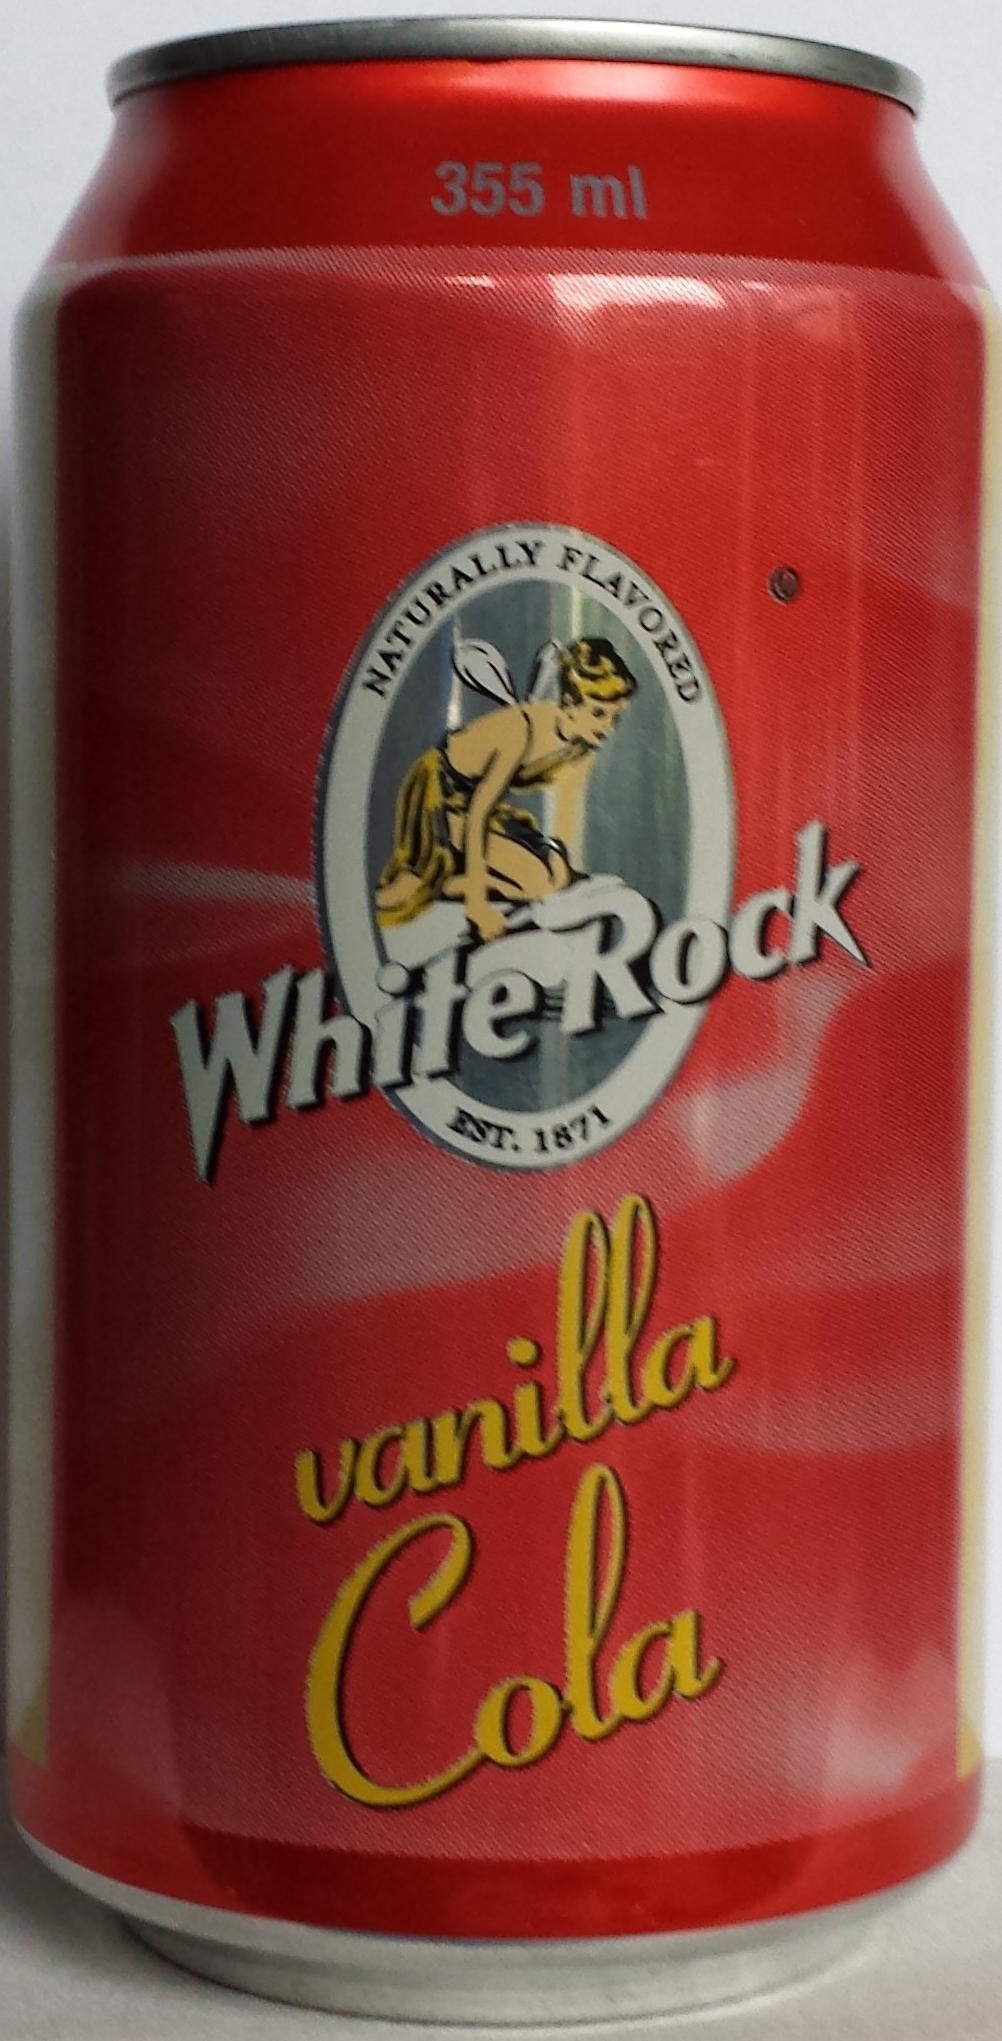 355 ml
NATURALLY FLAVORED
®
White Rock
EST. 1871
vanilla
Cola